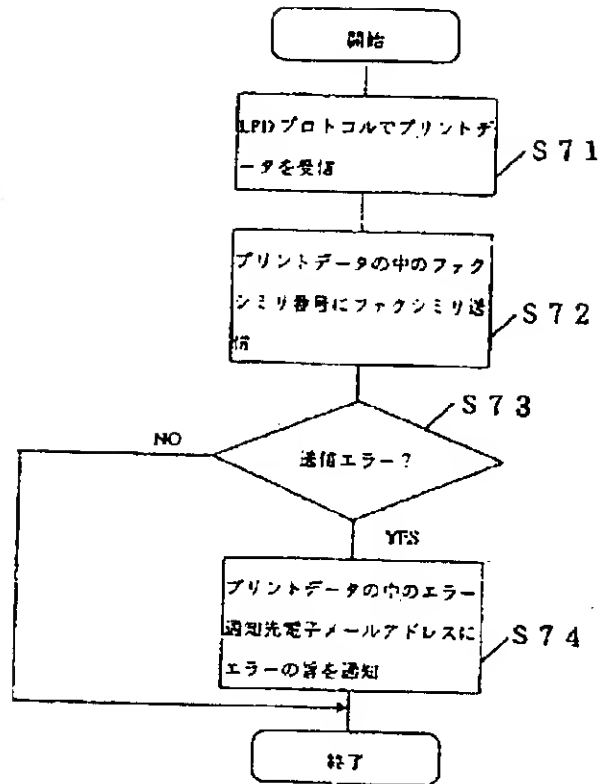 開始
LPDプロトコルでプリントデ
ータを受信
S71
プリントデータの中のファク
シミリ番号にファクシミリ送
信
S72
S73
送信エラー?
NO
YES
プリントデータの中のエラー
通知先電子メールアドレスに
エラーの旨を通知
S74
終了